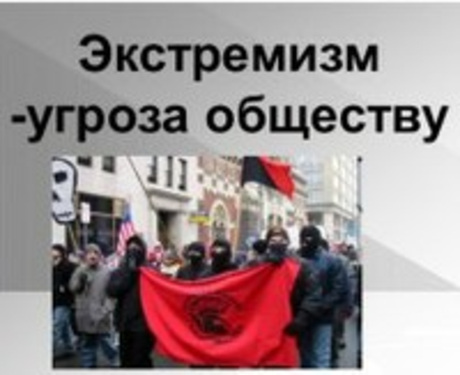 Экстремизм
-угроза обществу